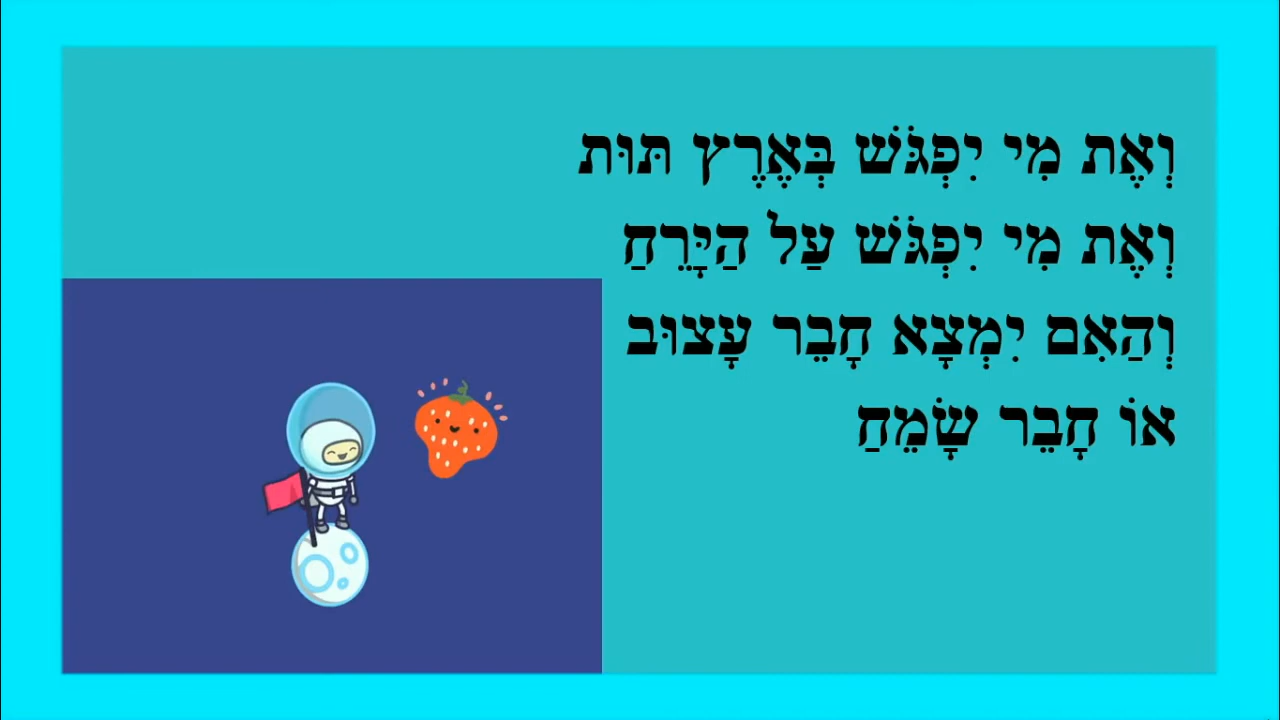 וְאֶת מִי יִפְגֹּשׁ בְּאֶרֶץ תּוּת
וְאֶת מִי יִפְגֹּשׁ עַל הַיָּרֵחַ
וְהַאִם יִמְצָא חָבֵר עָצוּב
אוֹ חָבֵר שָׂמֵחַ